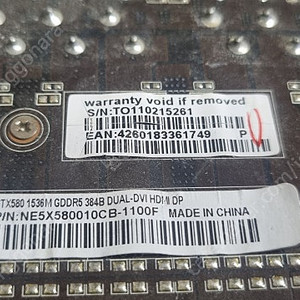 warranty void if removed
S/N:TO11O215261
EAN:4260183361749 P
TX580 1536M GDDR5 384B DUAL-DVI HDMI DP
P/N:NE5X580010CB-1100F MADE IN CHINA